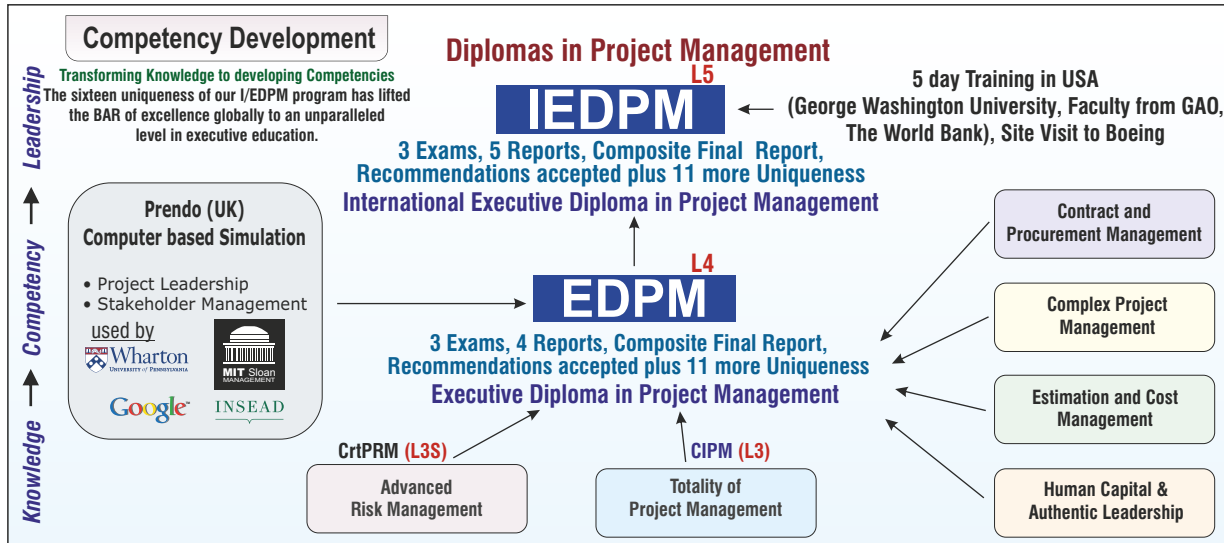 Competency Development
Transforming Knowledge to developing Competencies
The sixteen uniqueness of our I/EDPM program has lifted
the BAR of excellence globally to an unparalleled
level in executive education.
Knowledge
Competency
Leadership
Diplomas in Project Management
L5
IEDPM
3 Exams, 5 Reports, Composite Final Report,
Recommendations accepted plus 11 more Uniqueness
International Executive Diploma in Project Management
5 day Training in USA
(George Washington University, Faculty from GAO,
The World Bank), Site Visit to Boeing
Prendo (UK)
Computer based Simulation
• Project Leadership
• Stakeholder Management
used by
Wharton
UNIVERSITY of PENNSYLVANIA
MIT Sloan
MANAGEMENT
Google™
INSEAD
L4
EDPM
3 Exams, 4 Reports, Composite Final Report,
Recommendations accepted plus 11 more Uniqueness
Executive Diploma in Project Management
CrtPRM (L3S)
Advanced
Risk Management
CIPM (L3)
Totality of
Project Management
Contract and
Procurement Management
Complex Project
Management
Estimation and Cost
Management
Human Capital &
Authentic Leadership